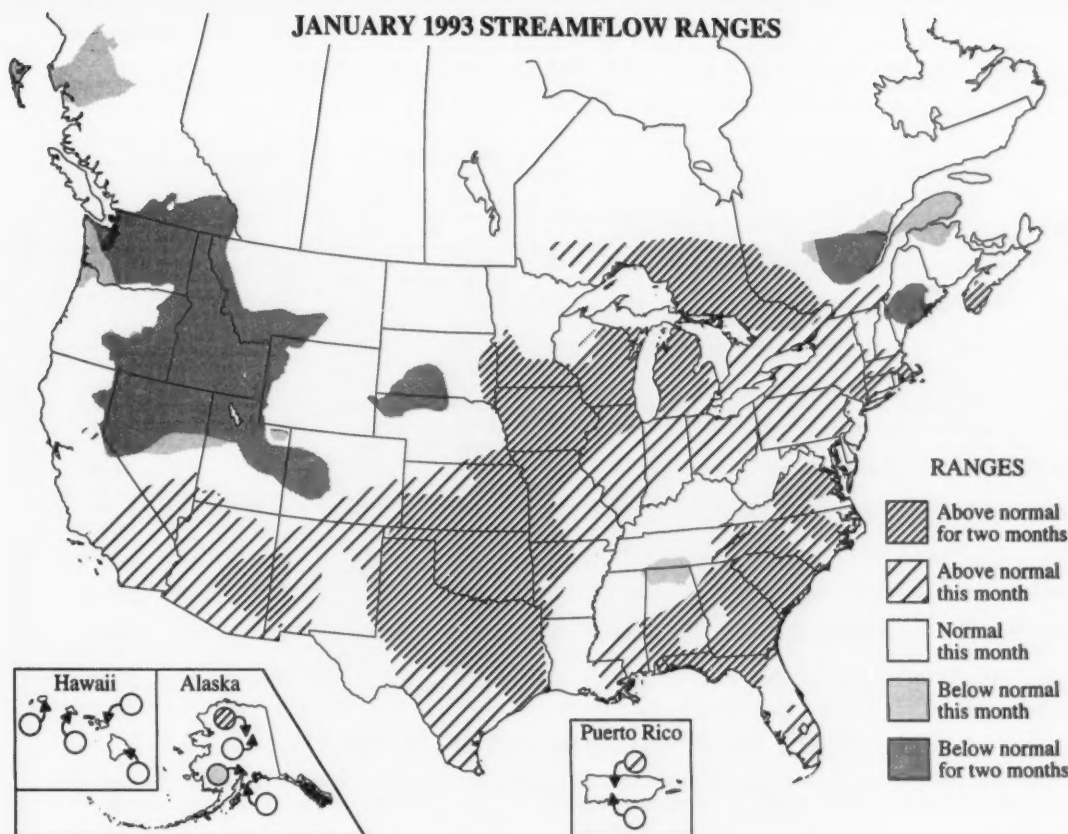 JANUARY 1993 STREAMFLOW RANGES
RANGES
Above normal
for two months
Above normal
this month
Normal
this month
Below normal
this month
Below normal
for two months
Hawaii
Alaska
Puerto Rico